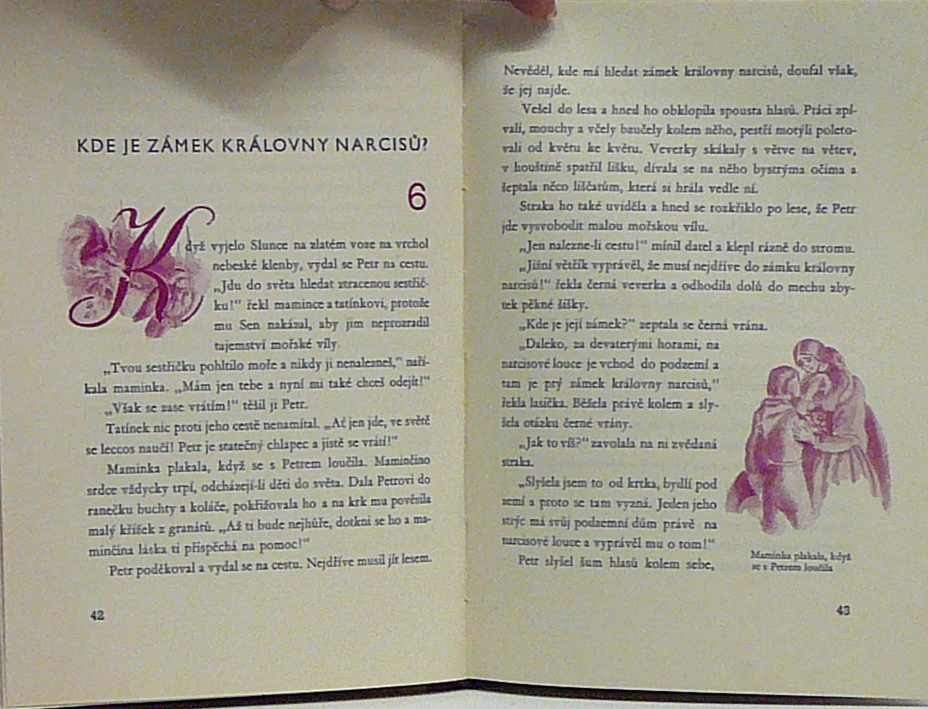 KDE JE ZÁMEK KRÁLOVNY NARCISŮ?
6
Když vyjelo Slunce na zlatém voze na vrchol
nebeské klenby, vydal se Petr na cestu.
„Jdu do světa hledat ztracenou sestřič-
ku!“ řekl mamince a tatínkovi, protože
mu Sen nakázal, aby jim neprozradil
tajemství mořské víly.
„Tvou sestřičku pohltilo moře a nikdy ji nenalezneš,“ naří-
kala maminka. „Mám jen tebe a nyní mi také chceš odejít!“
„Však se zase vrátím!“ těšil ji Petr.
Tatínek nic proti jeho cestě nenamítal. „Ať jen jde, ve světě
se leccos naučí! Petr je statečný chlapec a jistě se vrátí!“
Maminka plakala, když se s Petrem loučila. Maminčino
srdce vždycky trpí, odcházejí-li děti do světa. Dala Petrovi do
ranečku buchty a koláče, pokřižovala ho a na krk mu pověsila
malý křížek z granátů. „Až ti bude nejhůře, dotkni se ho a ma-
minčina láska ti přispěchá na pomoc!“
Petr poděkoval a vydal se na cestu. Nejdříve musil jít lesem.
42
Nevěděl, kde má hledat zámek královny narcisů, doufal však,
že jej najde.
Vešel do lesa a hned ho obklopila spousta hlasů. Ptáci zpí-
vali, mouchy a včely bzučely kolem něho, pestří motýli poleto-
vali od květu ke květu. Veverky skákaly s větve na větev,
v houštině spatřil lišku, dívala se na něho bystrýma očima a
šeptala něco liščatům, která si hrála vedle ní.
Straka ho také uviděla a hned se rozkřiklo po lese, že Petr
jde vysvobodit malou mořskou vílu.
„Jen nalezne-li cestu!“ mínil datel a klepl rázně do stromu.
„Jižní větřík vyprávěl, že musí nejdříve do zámku královny
narcisů!“ řekla černá veverka a odhodila dolů do mechu zby-
tek pěkné šišky.
„Kde je její zámek?“ zeptala se černá vrána.
„Daleko, za devaterými horami, na
narcisové louce je vchod do podzemí a
tam je prý zámek královny narcisů,“
řekla lasička. Běžela právě kolem a sly-
šela otázku černé vrány.
„Jak to víš?“ zavolala na ni zvědavá
straka.
„Slyšela jsem to od krtka, bydlí pod
zemí a proto se tam vyzná. Jeden jeho
strýc má svůj podzemní dům právě na
narcisové louce a vyprávěl mu o tom!“
Petr slyšel šum hlasů kolem sebe,
Maminka plakala, když
se s Petrem loučila
43